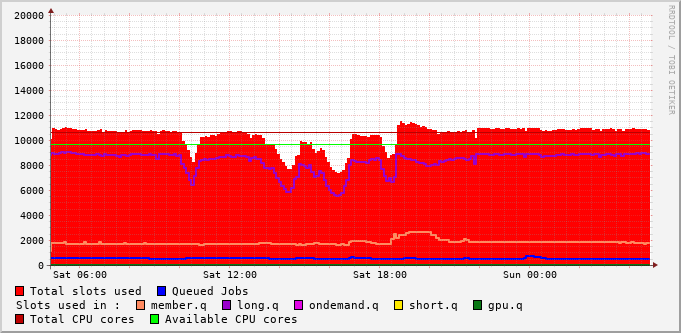 RRDTOOL / TOBI OETIKER
20000
18000
16000
14000
12000
10000
8000
6000
4000
2000
0
Sat 06:00 Sat 12:00 Sat 18:00 Sun 00:00
Total slots used Queued Jobs
Slots used in : member.q long.q ondemand.q short.q gpu.q
Total CPU cores Available CPU cores